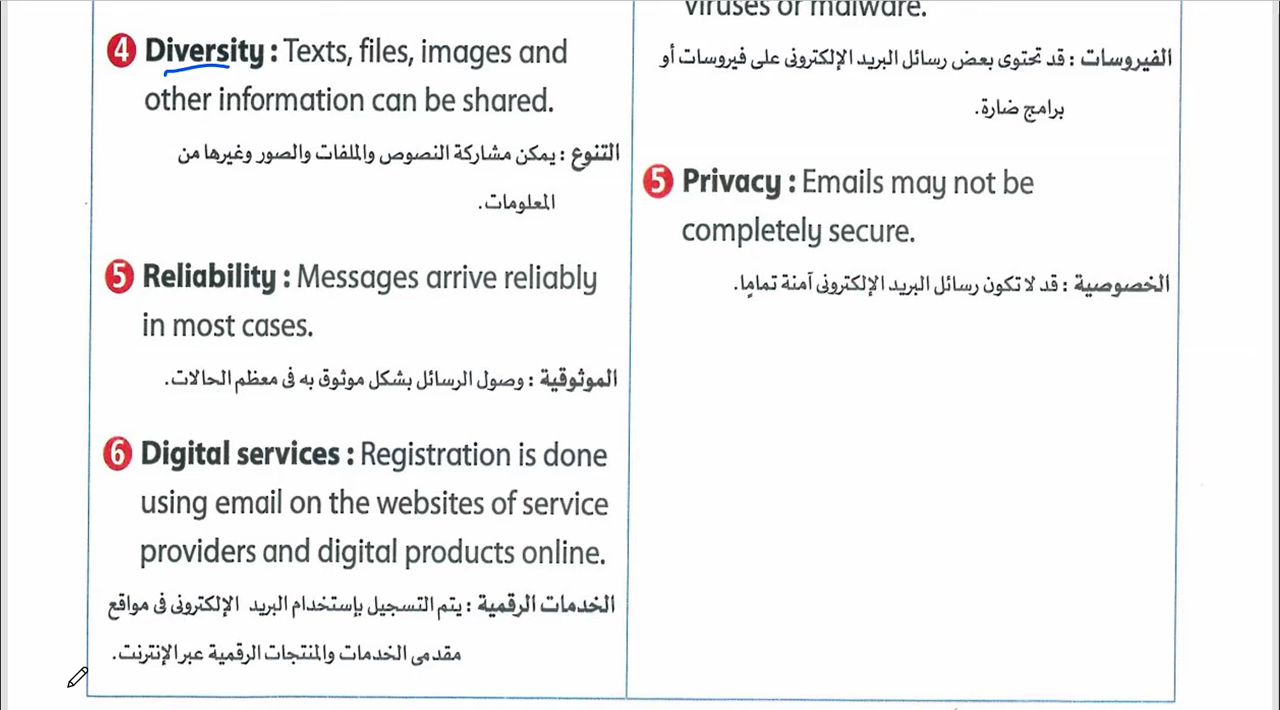 4 Diversity : Texts, files, images and
other information can be shared.
التنوع : يمكن مشاركة النصوص والملفات والصور وغيرها من
المعلومات.
5 Reliability : Messages arrive reliably
in most cases.
الموثوقية : وصول الرسائل بشكل موثوق به فى معظم الحالات.
6 Digital services : Registration is done
using email on the websites of service
providers and digital products online.
الخدمات الرقمية : يتم التسجيل بإستخدام البريد الإلكترونى فى مواقع
مقدمى الخدمات والمنتجات الرقمية عبر الإنترنت.
viruses or malware.
الفيروسات : قد تحتوى بعض رسائل البريد الإلكترونى على فيروسات أو
برامج ضارة.
5 Privacy : Emails may not be
completely secure.
الخصوصية : قد لا تكون رسائل البريد الإلكترونى آمنة تمامًا.